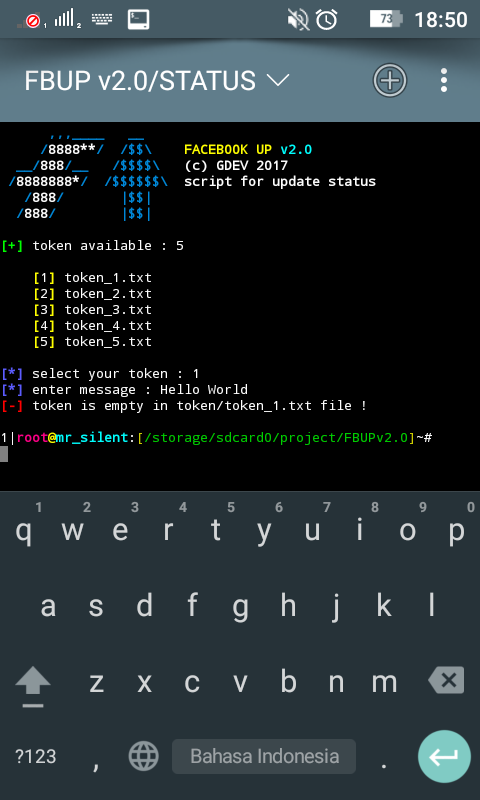 1 2 73 18:50
FBUP v2.0/STATUS
,,,____ __
/8888**/ /$$\ FACEBOOK UP v2.0
__/888/__ /$$$$\ (c) GDEV 2017
/8888888*/ /$$$$$$\ script for update status
/888/ |$$|
/888/ |$$|
[+] token available : 5
[1] token_1.txt
[2] token_2.txt
[3] token_3.txt
[4] token_4.txt
[5] token_5.txt
[*] select your token : 1
[*] enter message : Hello World
[-] token is empty in token/token_1.txt file !
1|root@mr_silent:[/storage/sdcard0/project/FBUPv2.0]~#
1 2 3 4 5 6 7 8 9 0
q w e r t y u i o p
a s d f g h j k l
z x c v b n m
?123 , Bahasa Indonesia .